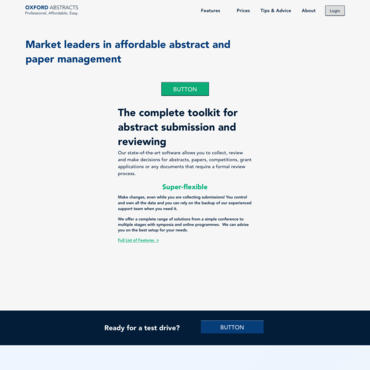 OXFORD ABSTRACTS
Professional. Affordable. Easy.
Features Prices Tips & Advice About Login
Market leaders in affordable abstract and
paper management
BUTTON
The complete toolkit for
abstract submission and
reviewing
Our state-of-the-art software allows you to collect, review
and make decisions for abstracts, papers, competitions, grant
applications or any documents that require a formal review
process.
Super-flexible
Make changes, even while you are collecting submissions! You control
and own all the data and you can rely on the backup of our experienced
support team when you need it.
We offer a complete range of solutions from a simple conference to
multiple stages with symposia and online programmes. We can advise
you on the best setup for your needs.
Full List of Features >
Ready for a test drive?
BUTTON